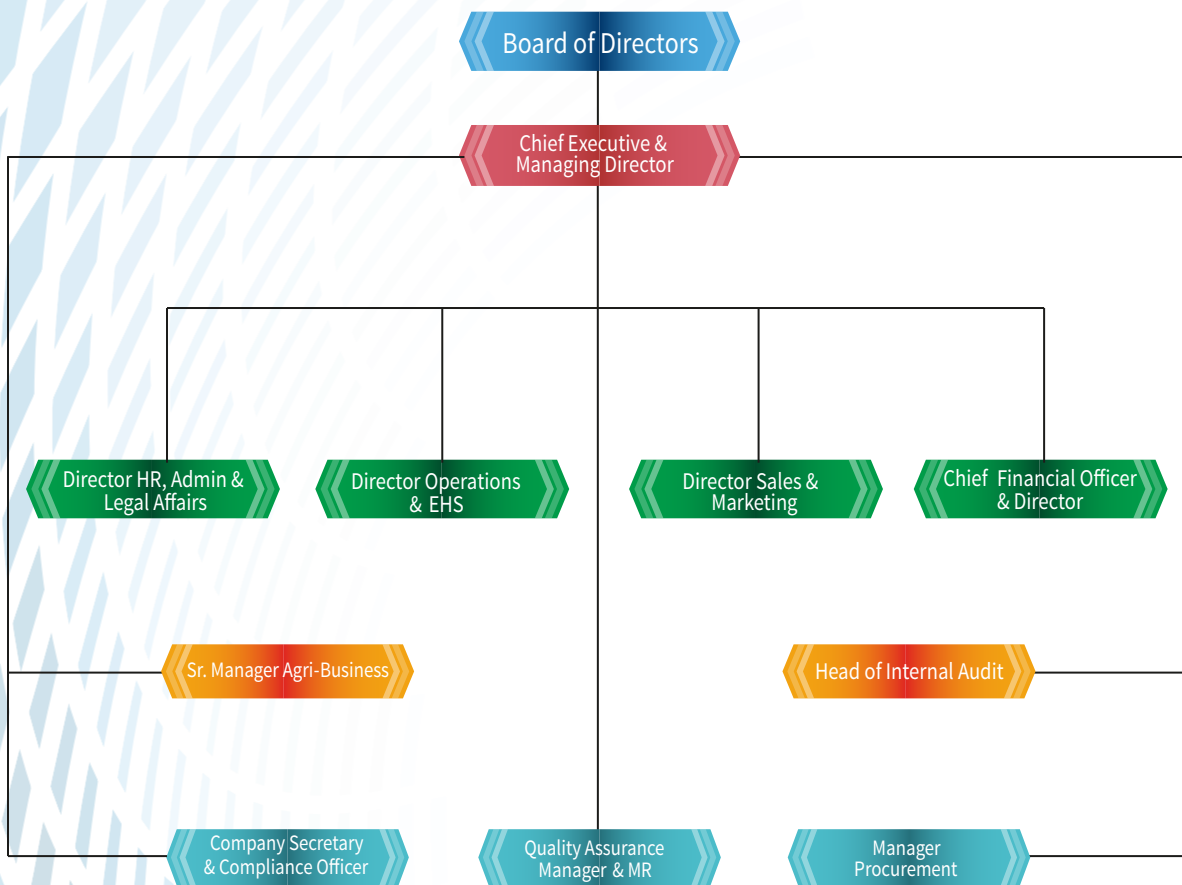 Board of Directors
Chief Executive &
Managing Director
Director HR, Admin &
Legal Affairs
Director Operations
& EHS
Director Sales &
Marketing
Chief Financial Officer
& Director
Sr. Manager Agri-Business
Head of Internal Audit
Company Secretary
& Compliance Officer
Quality Assurance
Manager & MR
Manager
Procurement